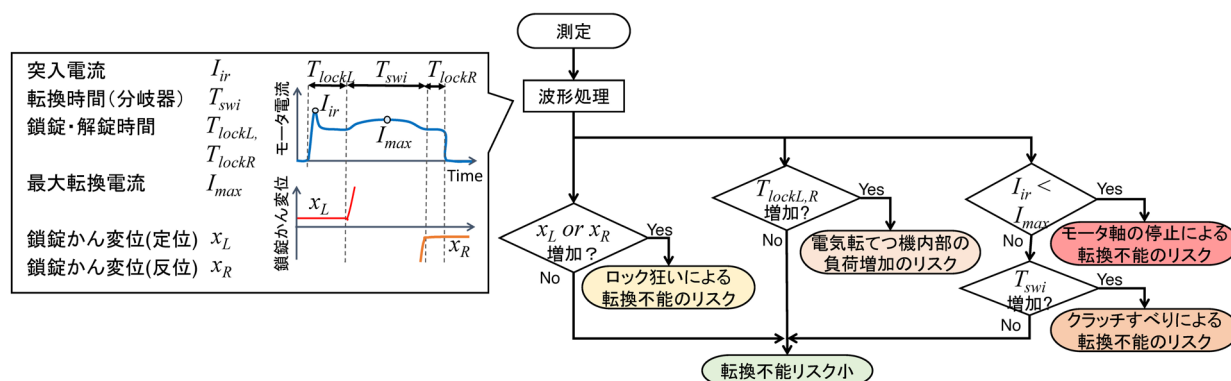 突入電流 I_ir
転換時間(分岐器) T_swi
鎖錠・解錠時間 T_lockL,
T_lockR
最大転換電流 I_max
鎖錠かん変位(定位) x_L
鎖錠かん変位(反位) x_R
T_lockL T_swi T_lockR
モータ電流
I_ir
I_max
Time
鎖錠かん変位
x_L
x_R
測定
波形処理
x_L or x_R
増加?
Yes
No
ロック狂いによる
転換不能のリスク
T_lockL,R
増加?
Yes
No
電気転てつ機内部の
負荷増加のリスク
I_ir <
I_max
Yes
No
モータ軸の停止による
転換不能のリスク
T_swi
増加?
Yes
No
クラッチすべりによる
転換不能のリスク
転換不能リスク小